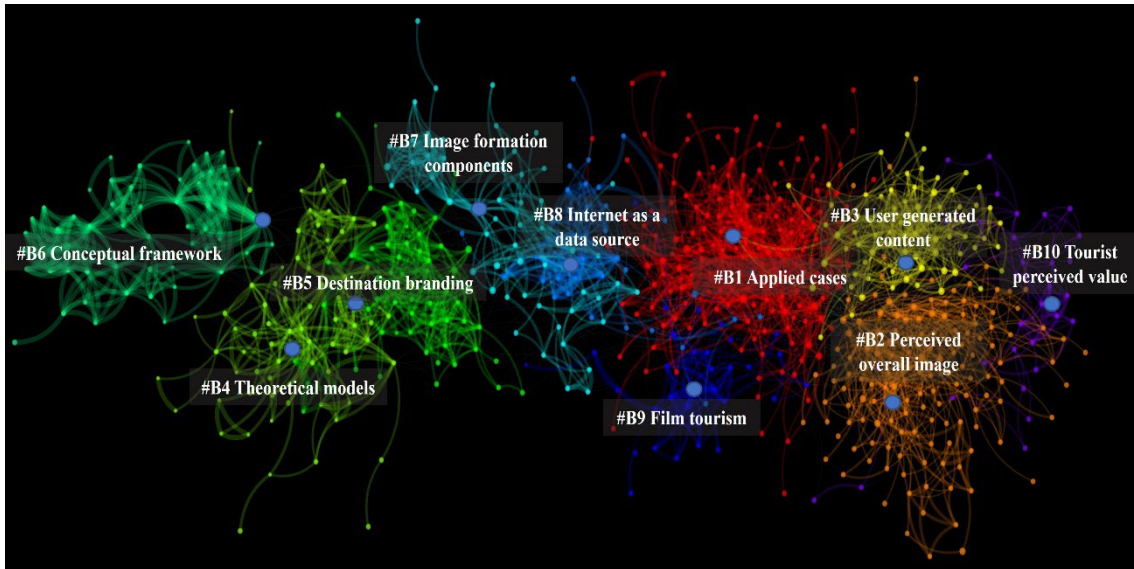 #B7 Image formation
components
#B8 Internet as a
data source
#B3 User generated
content
#B6 Conceptual framework
#B5 Destination branding
#B1 Applied cases
#B10 Tourist
perceived value
#B2 Perceived
overall image
#B4 Theoretical models
#B9 Film tourism